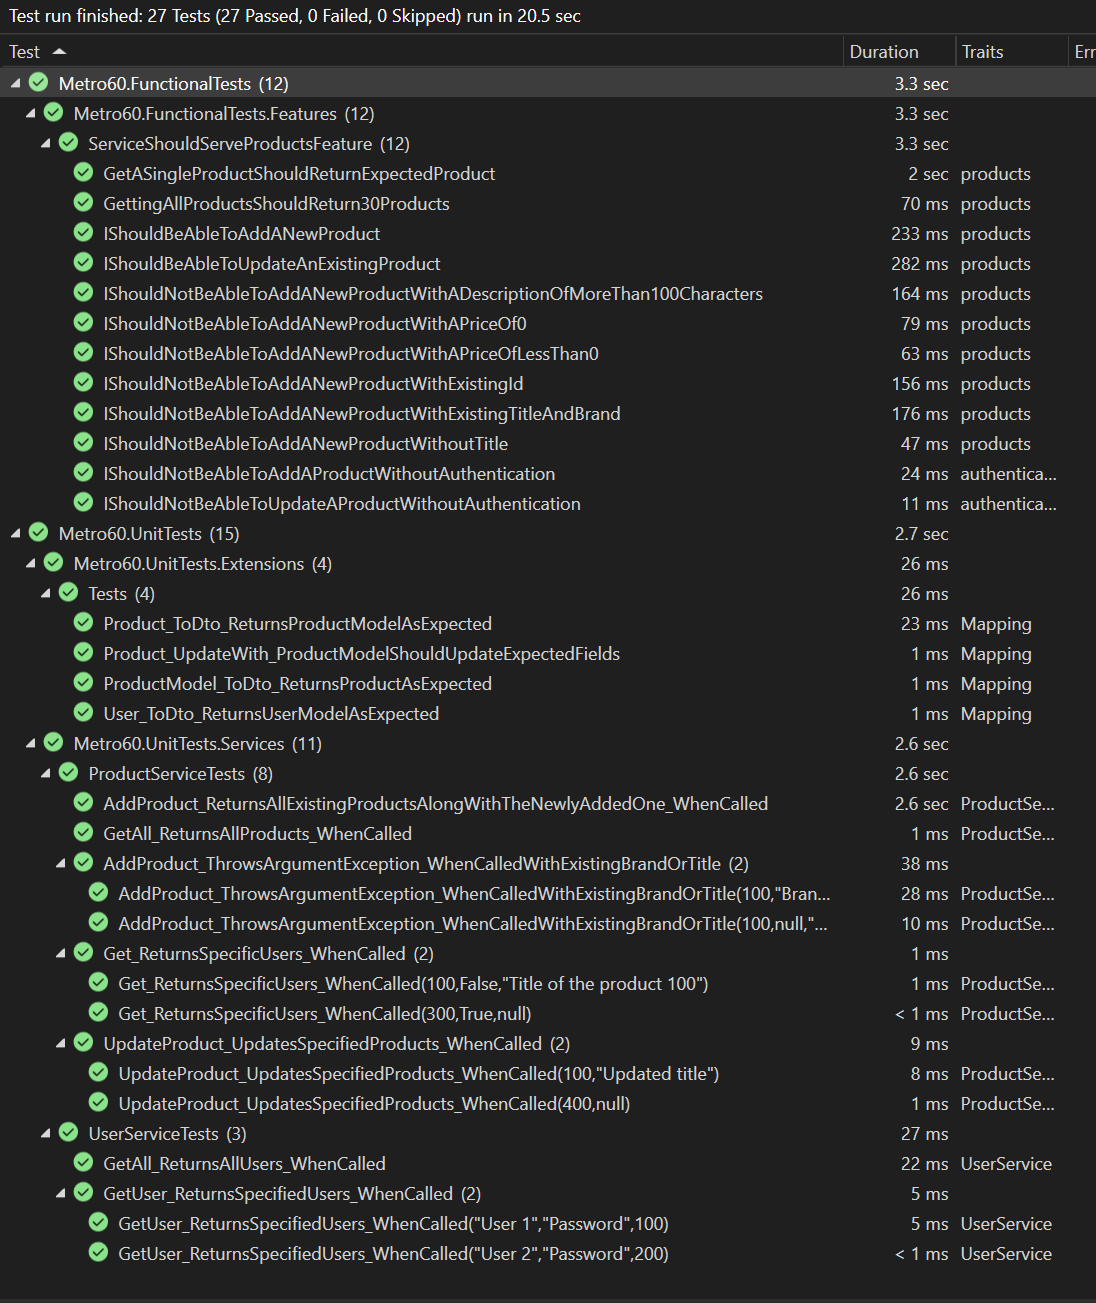 Test run finished: 27 Tests (27 Passed, 0 Failed, 0 Skipped) run in 20.5 sec
Test Duration Traits Err
Metro60.FunctionalTests (12) 3.3 sec
Metro60.FunctionalTests.Features (12) 3.3 sec
ServiceShouldServeProductsFeature (12) 3.3 sec
GetASingleProductShouldReturnExpectedProduct 2 sec products
GettingAllProductsShouldReturn30Products 70 ms products
IShouldBeAbleToAddANewProduct 233 ms products
IShouldBeAbleToUpdateAnExistingProduct 282 ms products
IShouldNotBeAbleToAddANewProductWithADescriptionOfMoreThan100Characters 164 ms products
IShouldNotBeAbleToAddANewProductWithAPriceOf0 79 ms products
IShouldNotBeAbleToAddANewProductWithAPriceOfLessThan0 63 ms products
IShouldNotBeAbleToAddANewProductWithExistingId 156 ms products
IShouldNotBeAbleToAddANewProductWithExistingTitleAndBrand 176 ms products
IShouldNotBeAbleToAddANewProductWithoutTitle 47 ms products
IShouldNotBeAbleToAddAProductWithoutAuthentication 24 ms authentica...
IShouldNotBeAbleToUpdateAProductWithoutAuthentication 11 ms authentica...
Metro60.UnitTests (15) 2.7 sec
Metro60.UnitTests.Extensions (4) 26 ms
Tests (4) 26 ms
Product_ToDto_ReturnsProductModelAsExpected 23 ms Mapping
Product_UpdateWith_ProductModelShouldUpdateExpectedFields 1 ms Mapping
ProductModel_ToDto_ReturnsProductAsExpected 1 ms Mapping
User_ToDto_ReturnsUserModelAsExpected 1 ms Mapping
Metro60.UnitTests.Services (11) 2.6 sec
ProductServiceTests (8) 2.6 sec
AddProduct_ReturnsAllExistingProductsAlongWithTheNewlyAddedOne_WhenCalled 2.6 sec ProductSe...
GetAll_ReturnsAllProducts_WhenCalled 1 ms ProductSe...
AddProduct_ThrowsArgumentException_WhenCalledWithExistingBrandOrTitle (2) 38 ms
AddProduct_ThrowsArgumentException_WhenCalledWithExistingBrandOrTitle(100,"Bran... 28 ms ProductSe...
AddProduct_ThrowsArgumentException_WhenCalledWithExistingBrandOrTitle(100,null,"... 10 ms ProductSe...
Get_ReturnsSpecificUsers_WhenCalled (2) 1 ms
Get_ReturnsSpecificUsers_WhenCalled(100,False,"Title of the product 100") 1 ms ProductSe...
Get_ReturnsSpecificUsers_WhenCalled(300,True,null) < 1 ms ProductSe...
UpdateProduct_UpdatesSpecifiedProducts_WhenCalled (2) 9 ms
UpdateProduct_UpdatesSpecifiedProducts_WhenCalled(100,"Updated title") 8 ms ProductSe...
UpdateProduct_UpdatesSpecifiedProducts_WhenCalled(400,null) 1 ms ProductSe...
UserServiceTests (3) 27 ms
GetAll_ReturnsAllUsers_WhenCalled 22 ms UserService
GetUser_ReturnsSpecifiedUsers_WhenCalled (2) 5 ms
GetUser_ReturnsSpecifiedUsers_WhenCalled("User 1","Password",100) 5 ms UserService
GetUser_ReturnsSpecifiedUsers_WhenCalled("User 2","Password",200) < 1 ms UserService